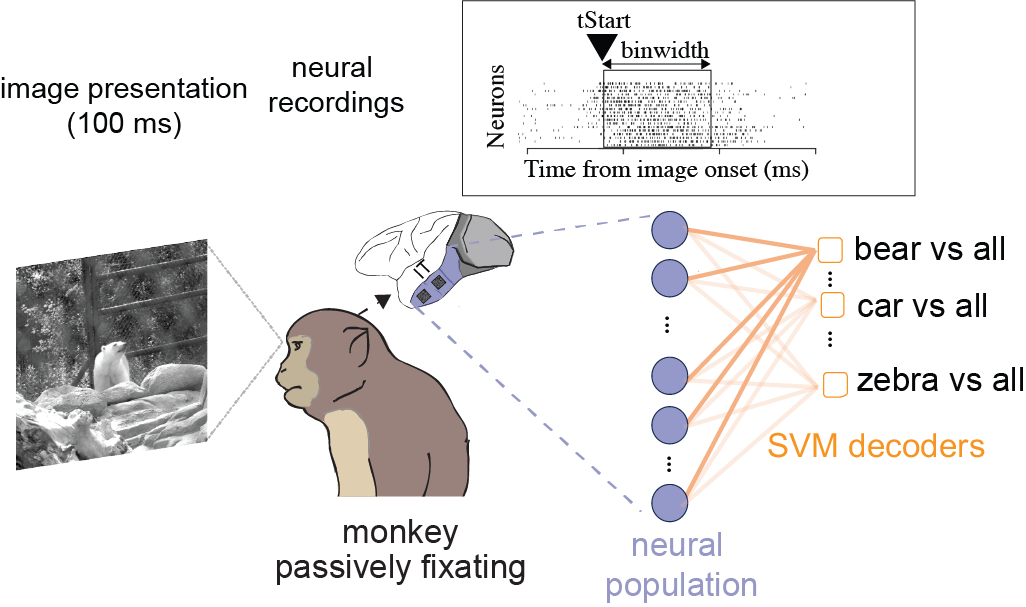 image presentation
(100 ms)
neural
recordings
tStart
binwidth
Neurons
Time from image onset (ms)
IT
bear vs all
car vs all
zebra vs all
SVM decoders
monkey
passively fixating
neural
population